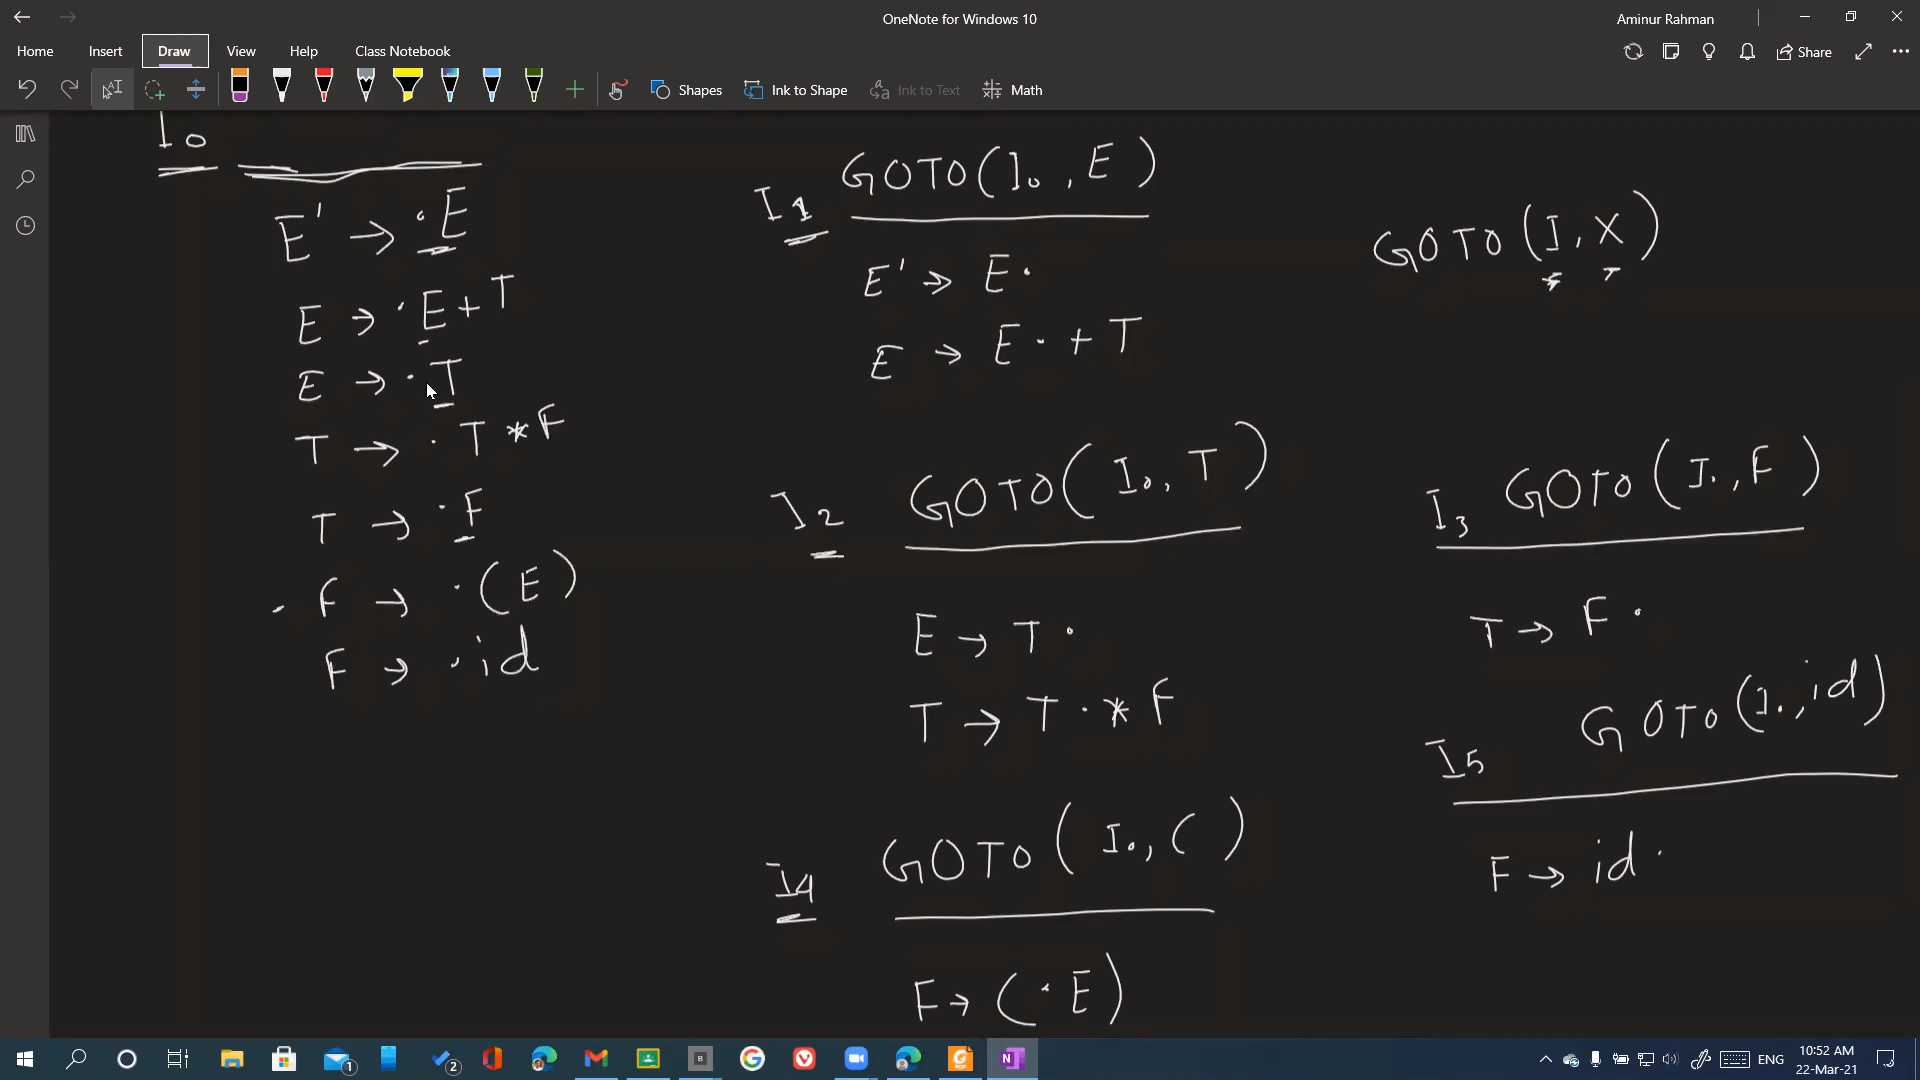 OneNote for Windows 10
Aminur Rahman
Home Insert Draw View Help Class Notebook
Share
Shapes Ink to Shape Ink to Text Math
I0
E' → ·E
E → ·E + T
E → ·T
T → ·T * F
T → ·F
F → ·(E)
F → ·id
I1 GOTO(I0, E)
E' → E·
E → E· + T
GOTO(I, X)
I2 GOTO(I0, T)
E → T·
T → T· * F
I3 GOTO(I0, F)
T → F·
I4 GOTO(I0, ()
F → (·E)
I5 GOTO(I0, id)
F → id·
ENG
10:52 AM
22-Mar-21